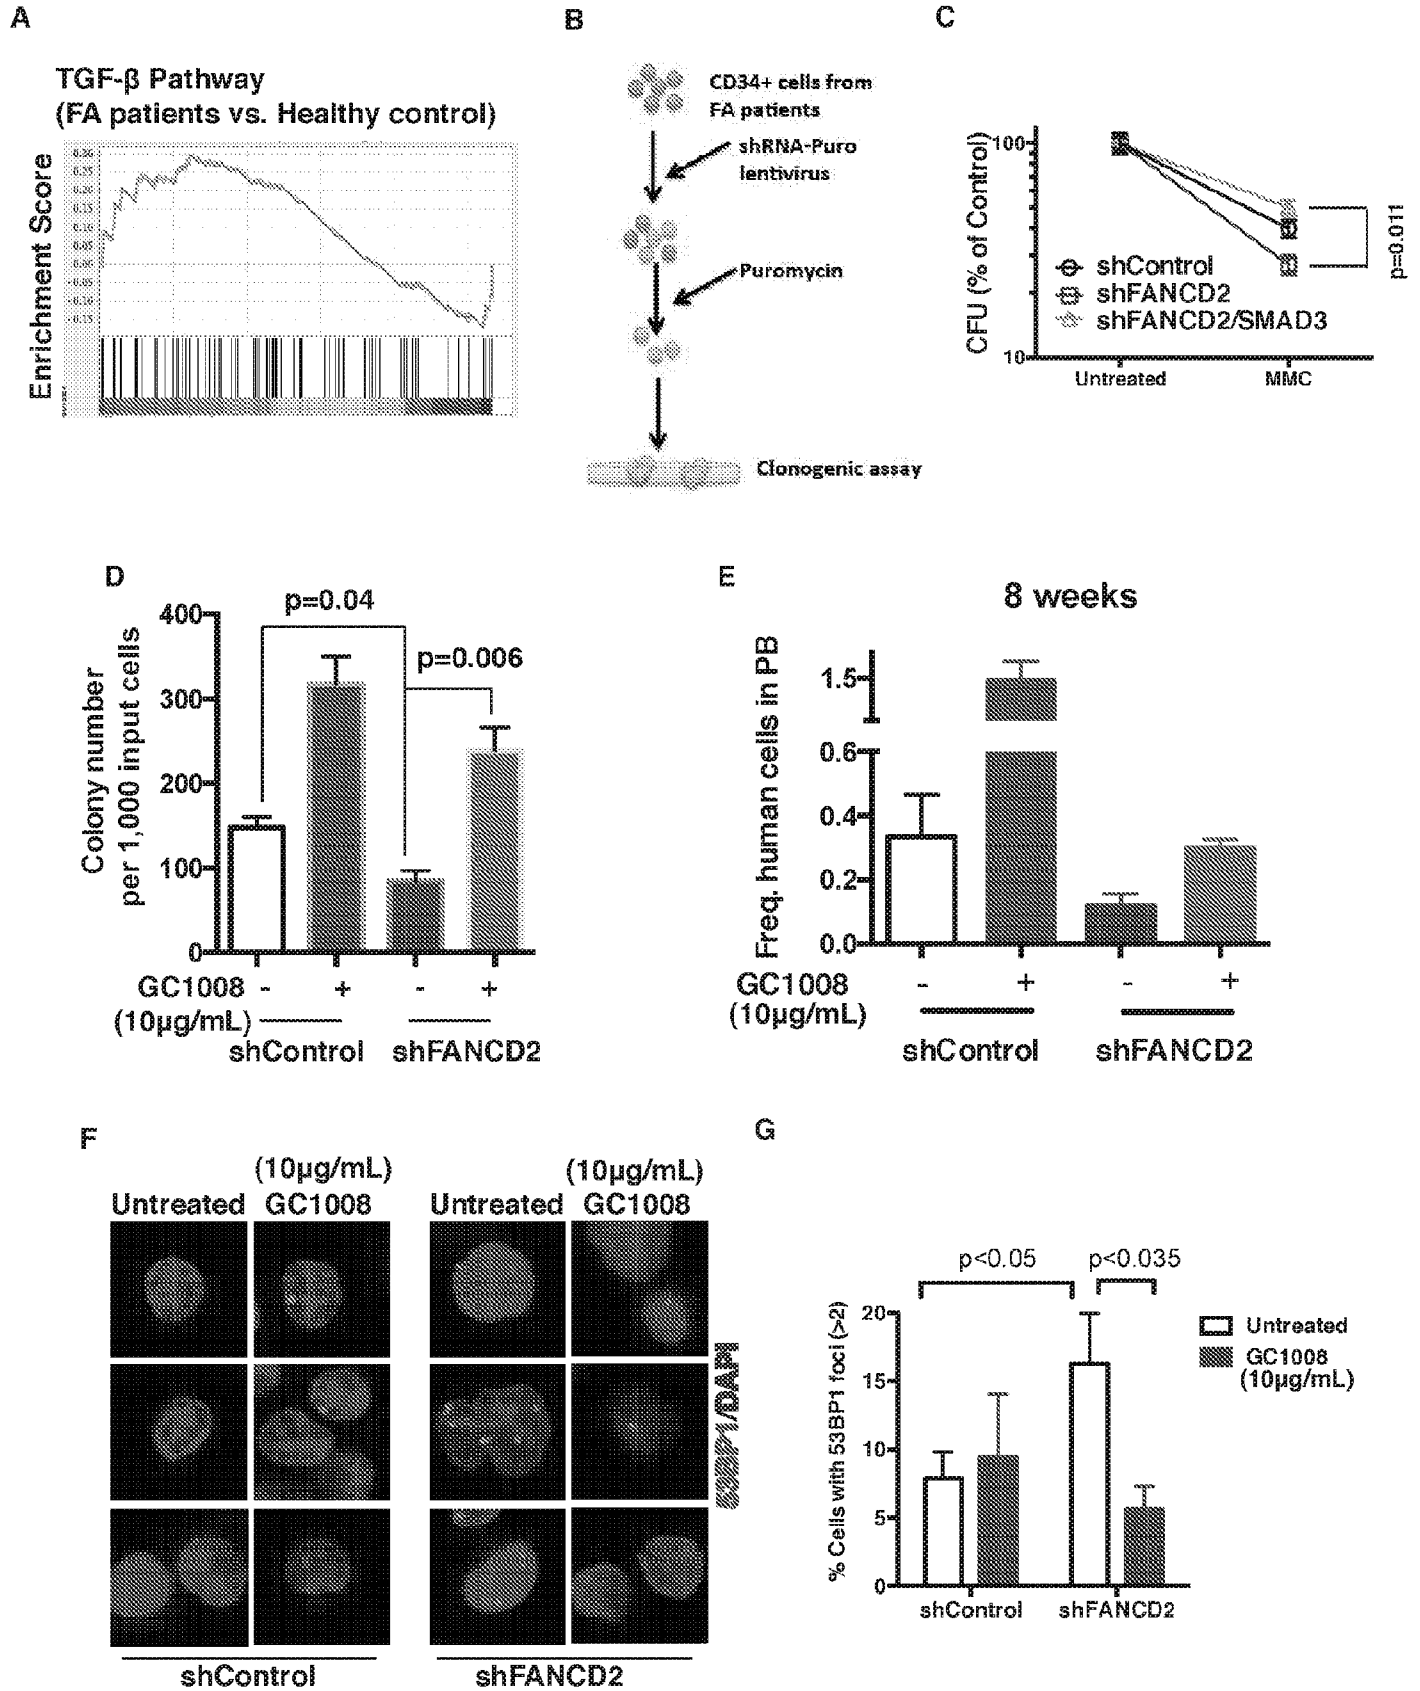 A
TGF-β Pathway
(FA patients vs. Healthy control)
Enrichment Score
B
CD34+ cells from
FA patients
shRNA-Puro
lentivirus
Puromycin
Clonogenic assay
C
CFU (% of Control)
100
10
shControl
shFANCD2
shFANCD2/SMAD3
Untreated
MMC
p=0.011
D
Colony number
per 1,000 input cells
400
300
200
100
0
p=0.04
p=0.006
GC1008 - + - +
(10μg/mL)
shControl shFANCD2
E
8 weeks
Freq. human cells in PB
1.5
0.6
0.4
0.2
0.0
GC1008 - + - +
(10μg/mL)
shControl shFANCD2
F
(10μg/mL) (10μg/mL)
Untreated GC1008 Untreated GC1008
53BP1/DAPI
shControl shFANCD2
G
p<0.05 p<0.035
% Cells with 53BP1 foci (>2)
20
15
10
5
0
Untreated
GC1008
(10μg/mL)
shControl shFANCD2